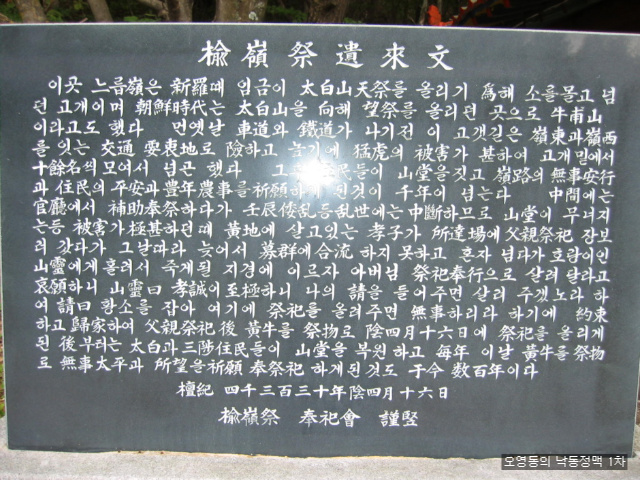 楡嶺祭遺來文
이곳 느릅嶺은 新羅때 임금이 太白山天祭를 올리기 爲해 소를몰고 넘
던 고개이며 朝鮮時代는 太白山을 向해 望祭를 올리던 곳으로 牛甫山
이라고도 했다 먼옛날 車道와 鐵道가 나기전 이 고갯길은 嶺東과嶺西
를 잇는 交通 要衷地로 險하고 높기에 猛虎의 被害가 甚하여 고개밑에서
十餘名씩 모여서 넘곤 했다 住民들이 山堂을짓고 嶺路의 無事安行
과 住民의 平安과豊年農事를祈願하 된것이 千年이 넘는다 中間에는
官廳에서 補助奉祭하다가 壬辰倭亂等亂世에는中斷하므로 山堂이 무너지
는등 被害가極甚하던때 黄地에 살고있는 孝子가 所達場에父親祭祀 장보
러 갔다가 그날따라 늦어서 募群에合流 하지 못하고 혼자 넘다가 호랑이인
山靈에게홀려서 죽게될 지경에 이르자 아버님 祭祀奉行으로 살려달라고
哀願하니 山靈曰 孝誠이至極하니 나의 請을 들어주면 살려 주겠노라 하
여 請曰 황소를 잡아 여기에 祭祀를 올려주면 無事하리라 하기에 約束
하고歸家하여 父親祭祀後 黃牛를 祭物로 陰四月十六日에 祭祀를 올리게
된 後부터는 太白과三陟住民들이 山堂을 복원하고 每年 이날 黃牛를祭物
로 無事太平과 所望을祈願 奉祭祀 하게된것도 于今 數百年이다
檀紀 四千三百三十年陰四月十六日
楡嶺祭 奉祀會 謹竪
오영동의 낙동정맥 1차